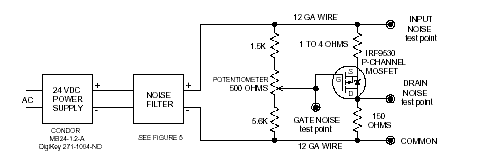 12 GA WIRE
INPUT
NOISE
test point
1.5K
1 TO 4 OHMS
IRF9530
P-CHANNEL
MOSFET
S
G
D
POTENTIOMETER
500 OHMS
AC
24 VDC
POWER
SUPPLY
+
-
NOISE
FILTER
+
-
DRAIN
NOISE
test point
GATE NOISE
test point
5.6K
150
OHMS
CONDOR
MB24-1.2-A
DigiKey 271-1064-ND
SEE FIGURE 5
12 GA WIRE
COMMON